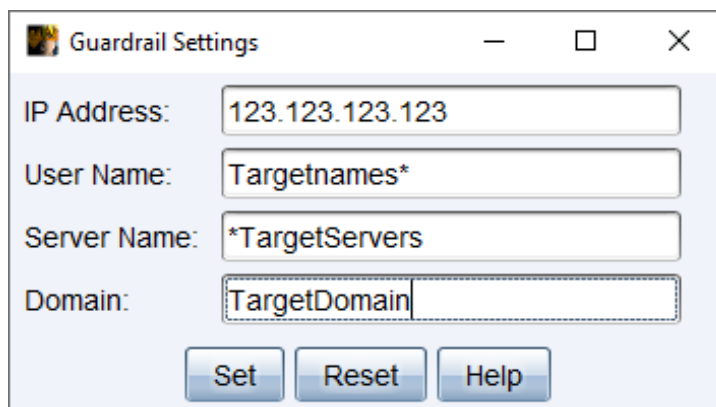 Guardrail Settings
IP Address: 123.123.123.123
User Name: Targetnames*
Server Name: *TargetServers
Domain: TargetDomain
Set Reset Help